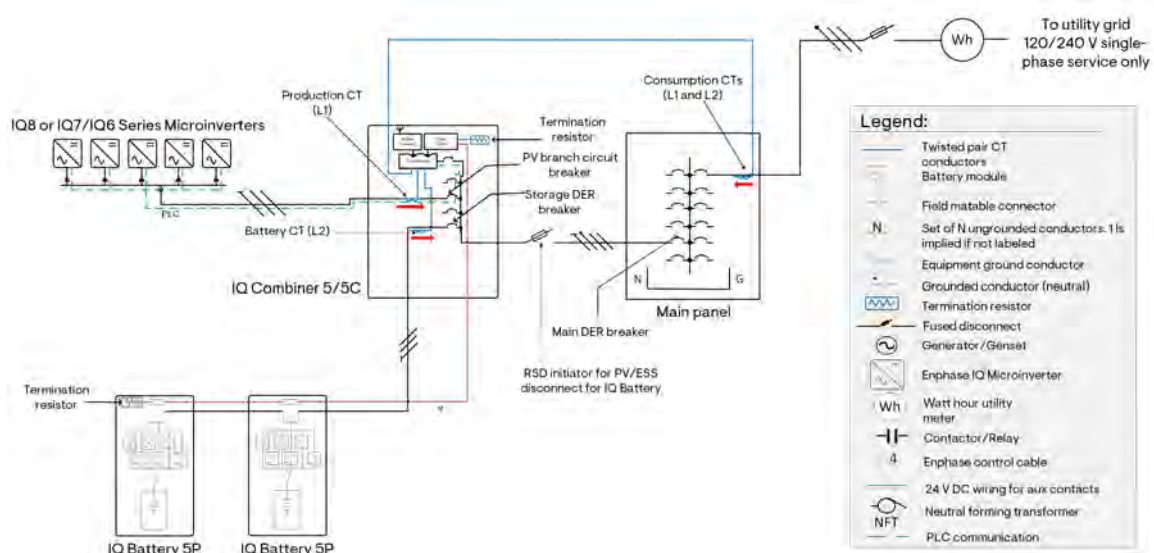 To utility grid
120/240 V single-
phase service only
Wh
Consumption CTs
(L1 and L2)
Production CT
(L1)
IQ8 or IQ7/IQ6 Series Microinverters
Termination
resistor
PV branch circuit
breaker
Storage DER
breaker
PLC
Battery CT (L2)
IQ Combiner 5/5C
N
G
Main panel
Main DER breaker
RSD initiator for PV/ESS
disconnect for IQ Battery
Termination
resistor
IQ Battery 5P
IQ Battery 5P
Legend:
Twisted pair CT
conductors
Battery module
Field matable connector
N
Set of N ungrounded conductors. 1 is
implied if not labeled
Equipment ground conductor
Grounded conductor (neutral)
Termination resistor
Fused disconnect
Generator/Genset
Enphase IQ Microinverter
Wh
Watt hour utility
meter
Contactor/Relay
4
Enphase control cable
24 V DC wiring for aux contacts
NFT
Neutral forming transformer
PLC communication